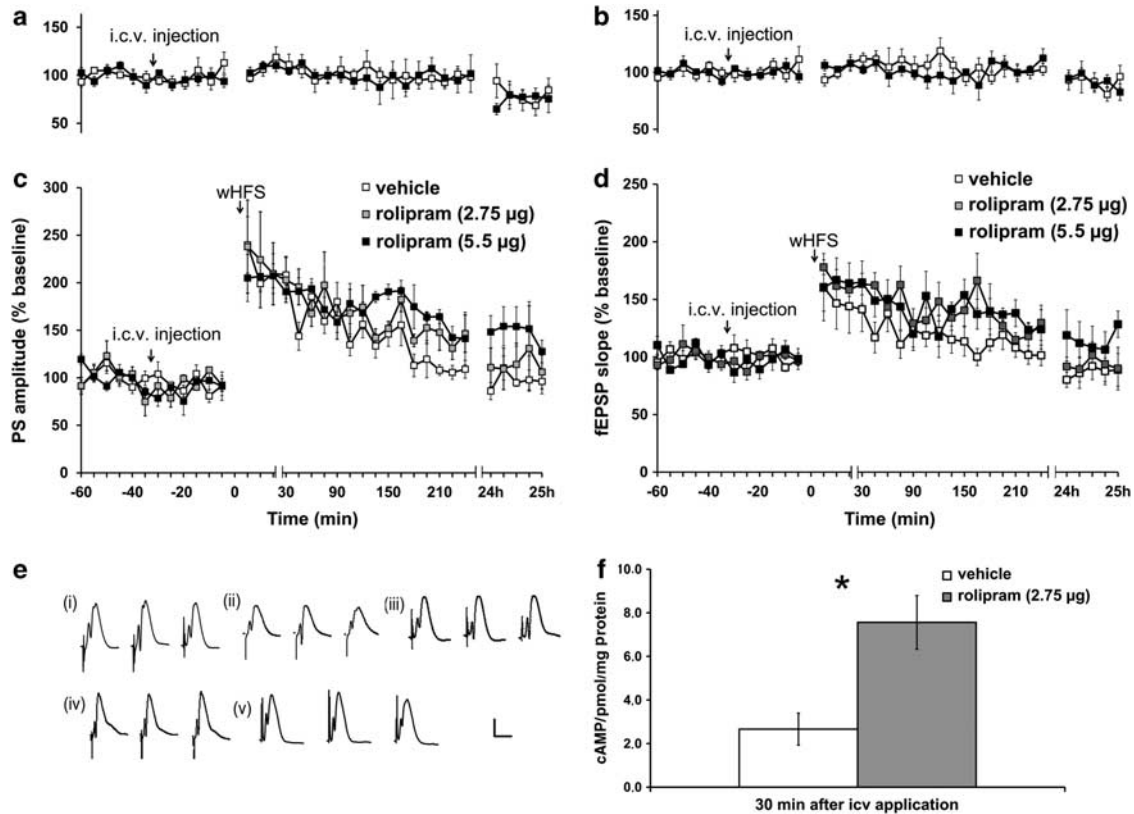 a
b
150
100
50
i.c.v. injection
150
100
50
i.c.v. injection
c
d
300
250
200
150
100
50
0
PS amplitude (% baseline)
wHFS
vehicle
rolipram (2.75 µg)
rolipram (5.5 µg)
i.c.v. injection
-60 -40 -20 0 30 90 150 210 24h 25h
Time (min)
250
200
150
100
50
0
fEPSP slope (% baseline)
wHFS
vehicle
rolipram (2.75 µg)
rolipram (5.5 µg)
i.c.v. injection
-60 -40 -20 0 30 90 150 210 24h 25h
Time (min)
e
(i)
(ii)
(iii)
(iv)
(v)
f
10.0
8.0
6.0
4.0
2.0
0.0
cAMP/pmol/mg protein
*
vehicle
rolipram (2.75 µg)
30 min after icv application